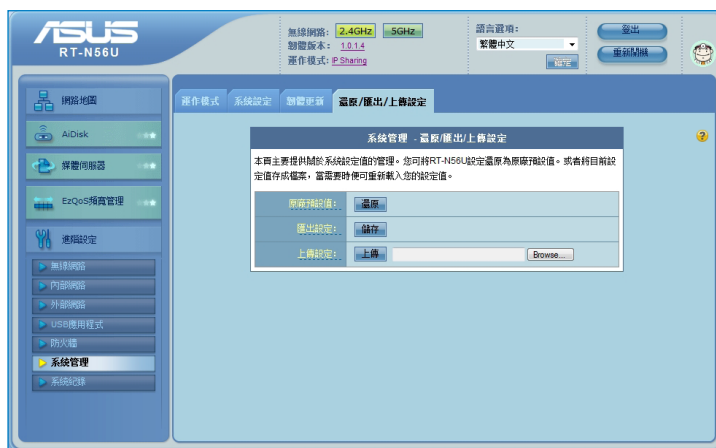 ASUS
RT-N56U
無線網路: 2.4GHz 5GHz
韌體版本: 1.0.1.4
運作模式: IP Sharing
語言選項:
繁體中文
設定
登出
重新開機
網路地圖
AiDisk
媒體伺服器
EzQoS頻寬管理
進階設定
無線網路
內部網路
外部網路
USB應用程式
防火牆
系統管理
系統紀錄
運作模式 系統設定 韌體更新 還原/匯出/上傳設定
系統管理 - 還原/匯出/上傳設定
本頁主要提供關於系統設定值的管理。您可將RT-N56U設定還原為原廠預設值。或者將目前設
定值存成檔案,當需要時便可重新載入您的設定值。
原廠預設值: 還原
匯出設定: 儲存
上傳設定: 上傳 Browse...